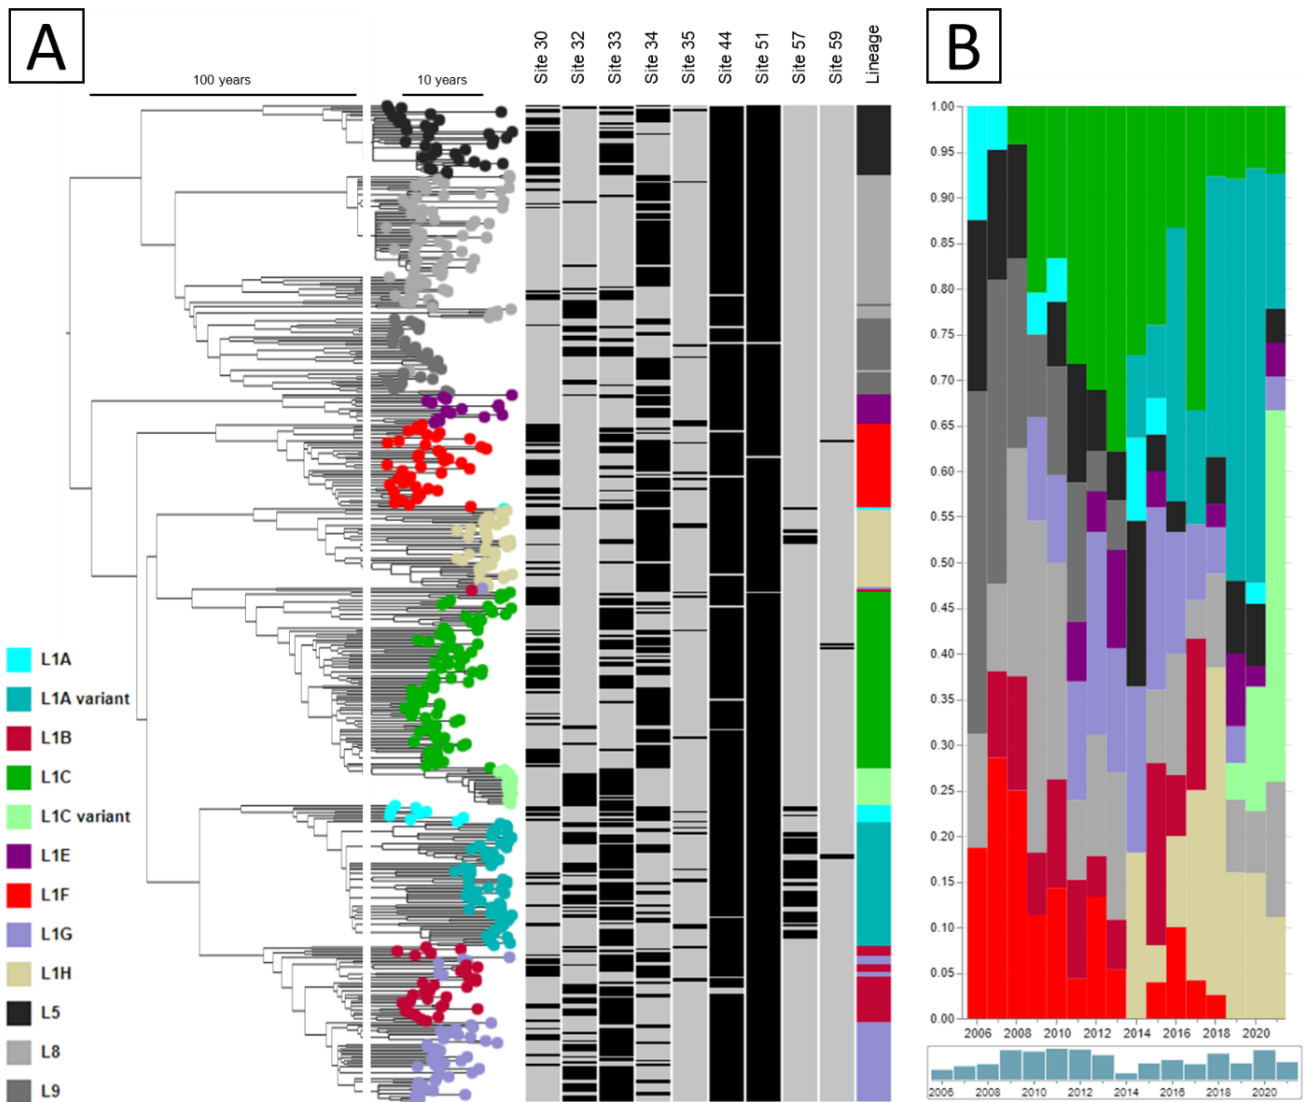 A
B
100 years
10 years
Site 30
Site 32
Site 33
Site 34
Site 35
Site 44
Site 51
Site 57
Site 59
Lineage
L1A
L1A variant
L1B
L1C
L1C variant
L1E
L1F
L1G
L1H
L5
L8
L9
1.00
0.95
0.90
0.85
0.80
0.75
0.70
0.65
0.60
0.55
0.50
0.45
0.40
0.35
0.30
0.25
0.20
0.15
0.10
0.05
0.00
2006 2008 2010 2012 2014 2016 2018 2020
2006 2008 2010 2012 2014 2016 2018 2020